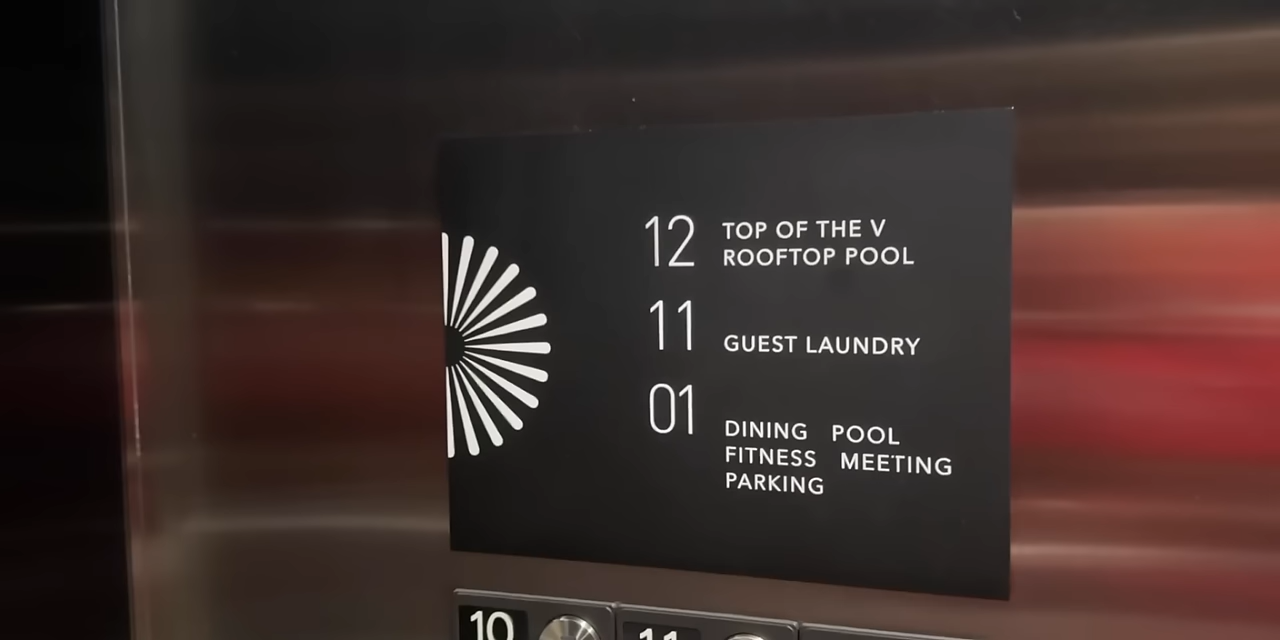 12 TOP OF THE V
ROOFTOP POOL
11 GUEST LAUNDRY
01 DINING POOL
FITNESS MEETING
PARKING
10 11